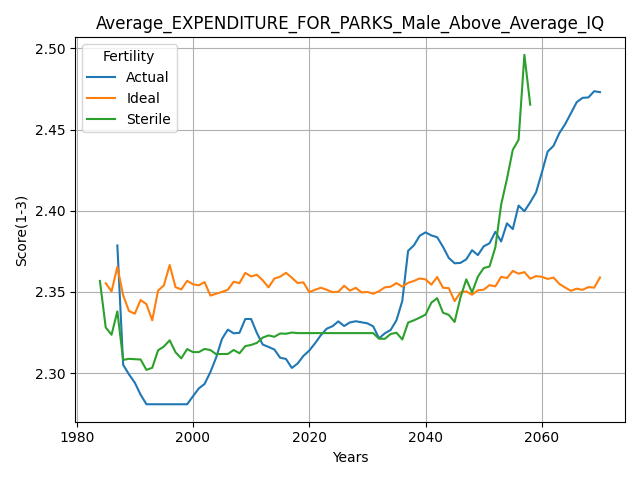 Average_EXPENDITURE_FOR_PARKS_Male_Above_Average_IQ
Fertility
Actual
Ideal
Sterile
Score(1-3)
2.50
2.45
2.40
2.35
2.30
1980
2000
2020
2040
2060
Years